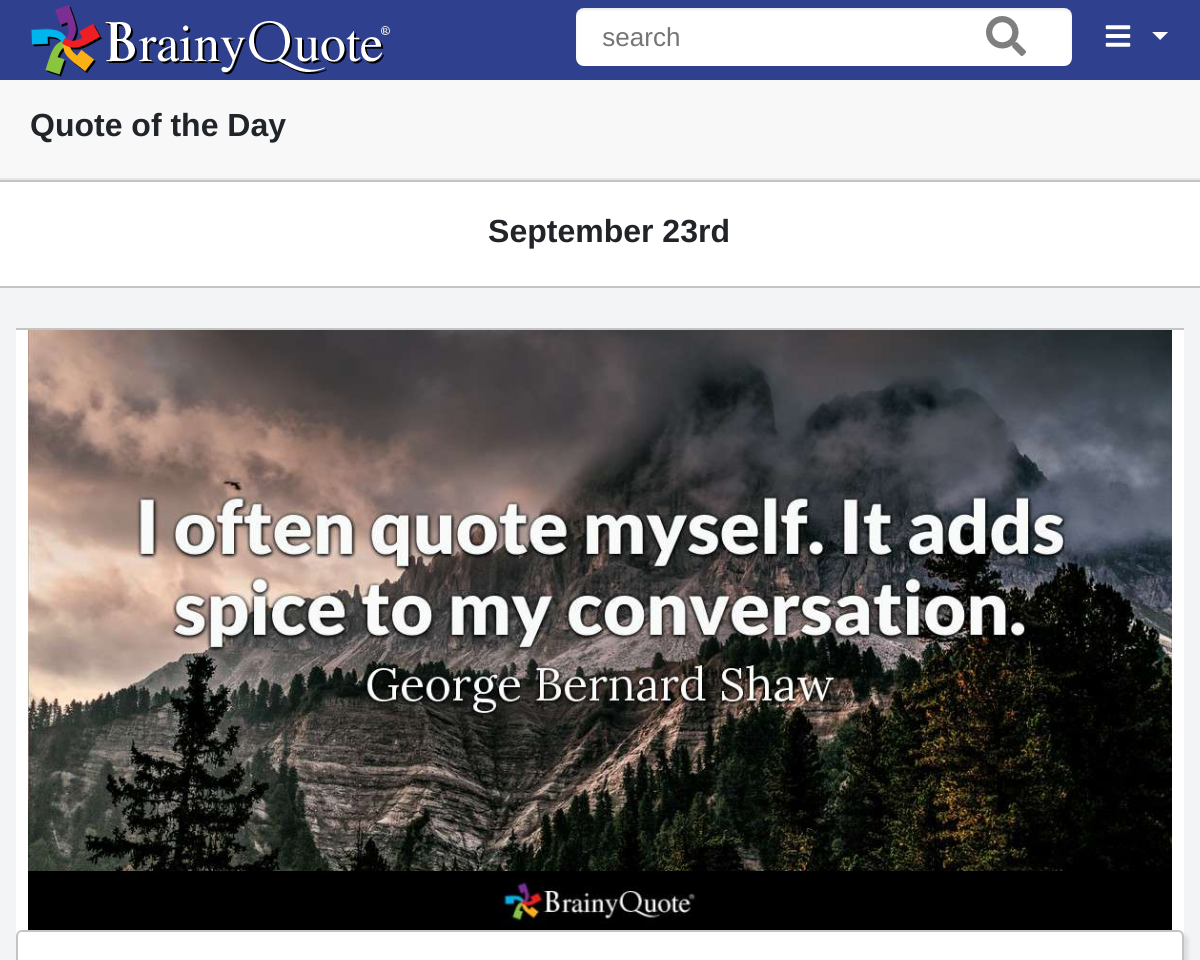 BrainyQuote®
search
Quote of the Day
September 23rd
I often quote myself. It adds
spice to my conversation.
George Bernard Shaw
BrainyQuote®